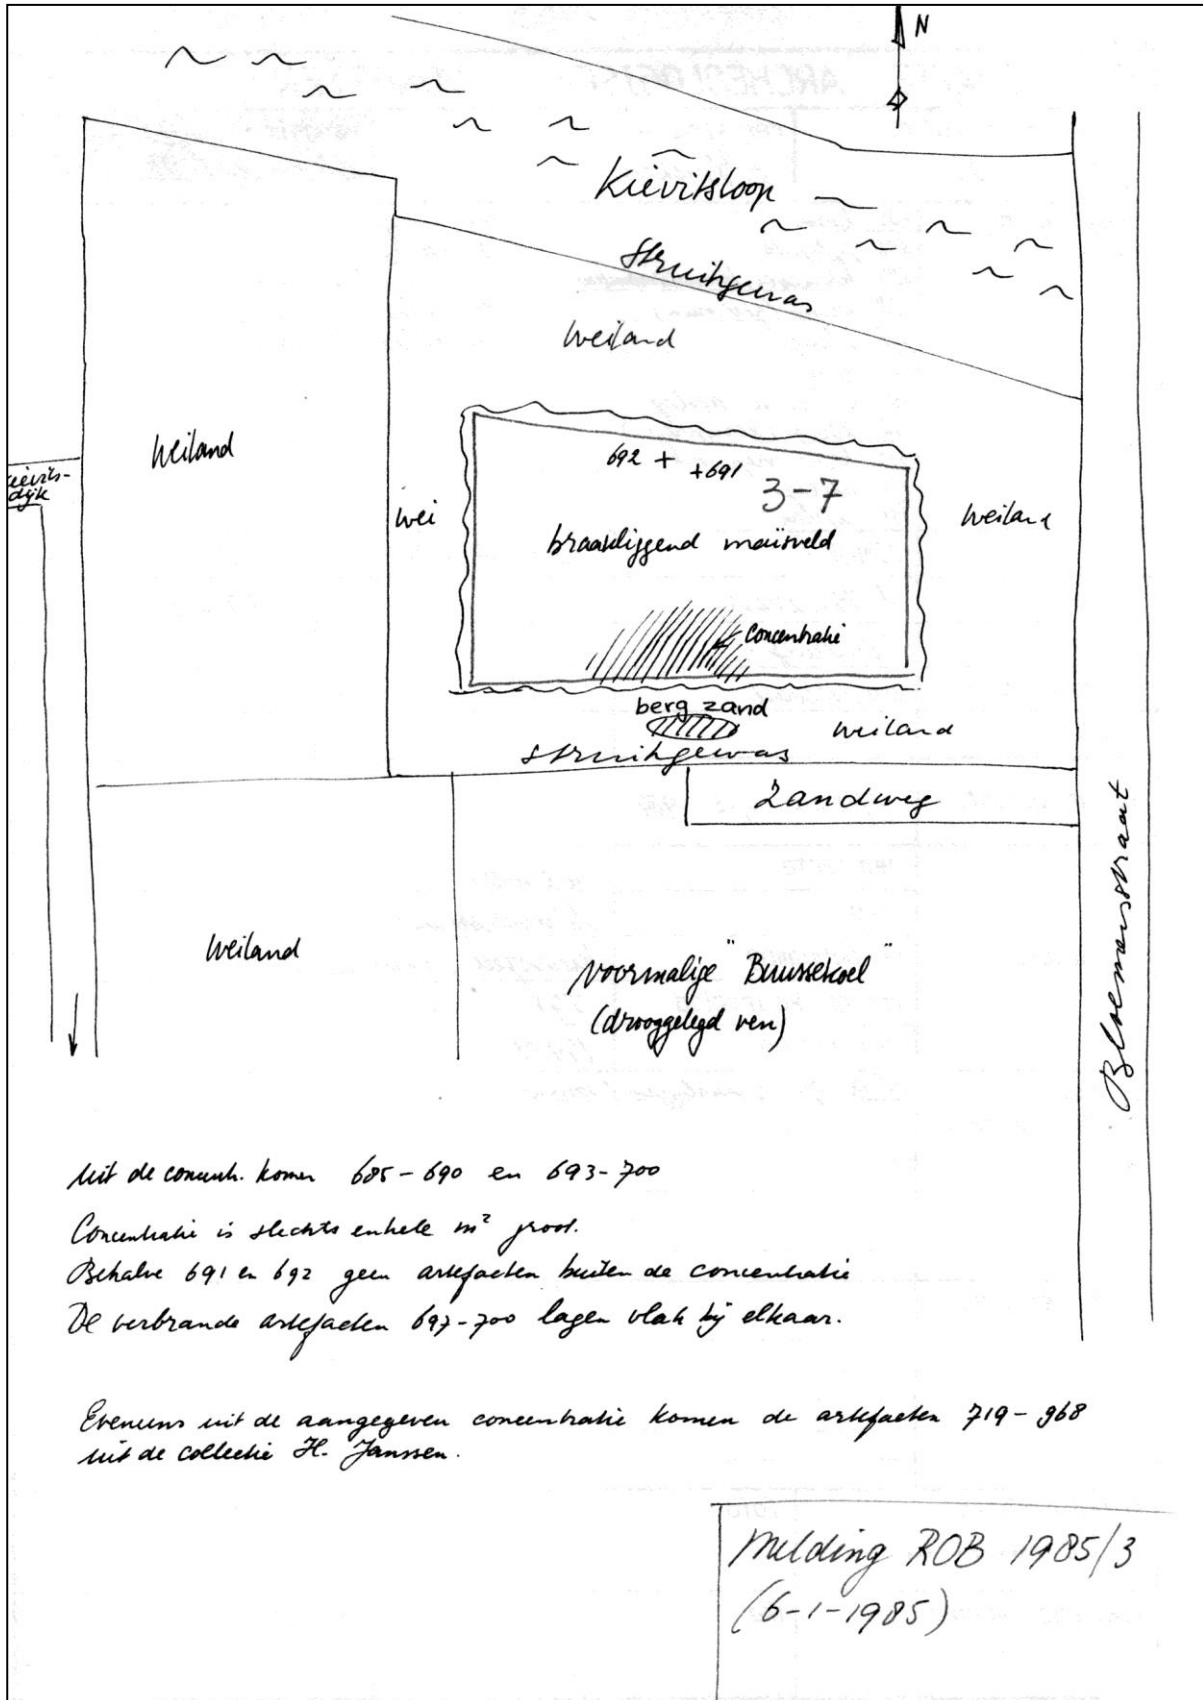 N
Kievitsloop
Struikgewas
Weiland
Weiland
692 + +691
3-7
Kievits-
dijk
Wei
braakliggend maïsveld
Weiland
Concentratie
berg zand
Weiland
Struikgewas
Zandweg
Bloemenstraat
Weiland
Voormalige "Buussekoel"
(drooggelegd ven)
Uit de concentr. komen 685-690 en 693-700
Concentratie is slechts enkele m² groot.
Behalve 691 en 692 geen artefacten buiten de concentratie
De verbrande artefacten 697-700 lagen vlak bij elkaar.
Eveneens uit de aangegeven concentratie komen de artefacten 719-968
uit de collectie H. Janssen.
Melding ROB 1985/3
(6-1-1985)